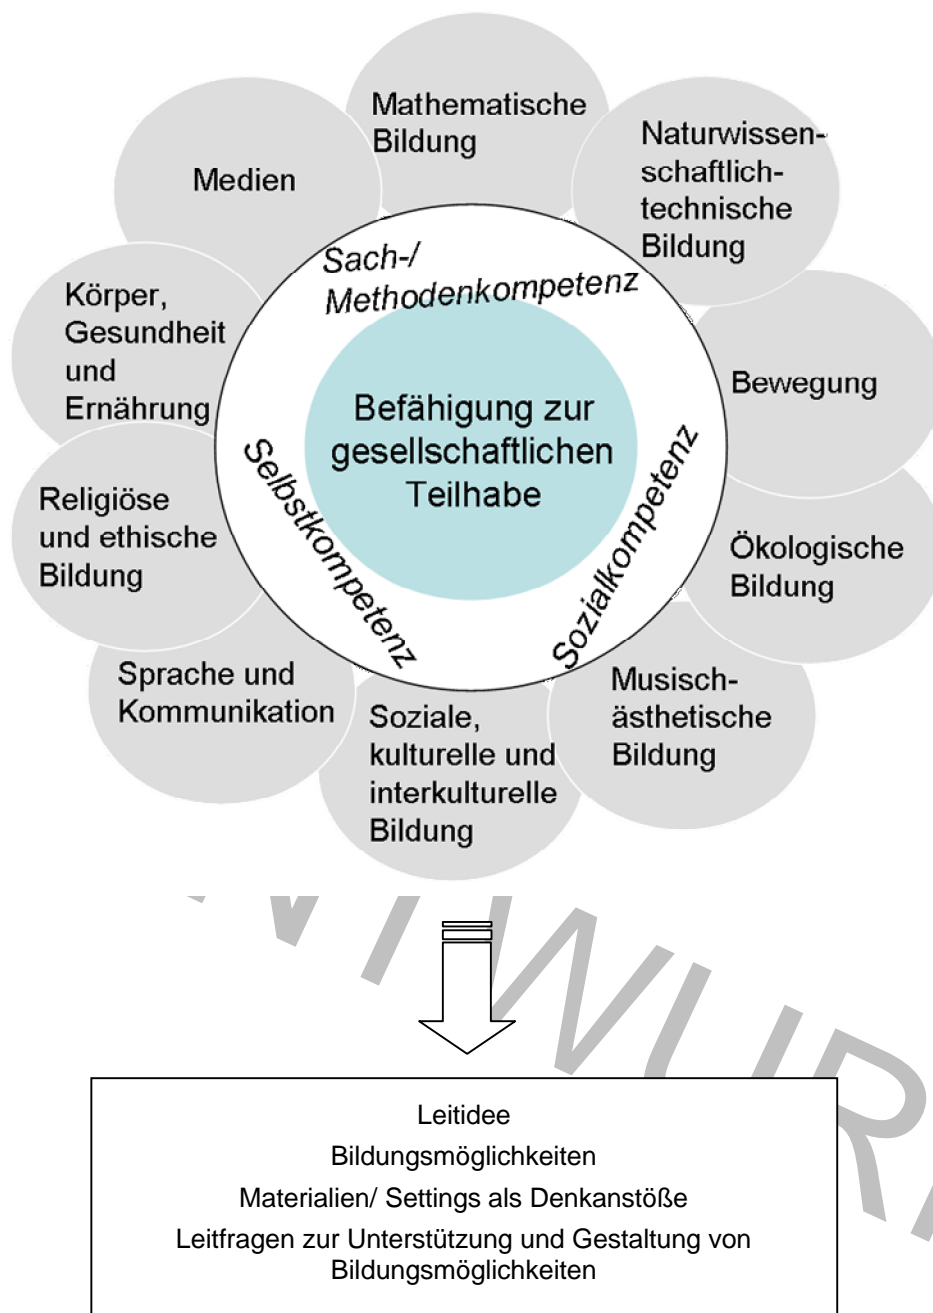 Mathematische
Bildung
Naturwissen-
schaftlich-
technische
Bildung
Medien
Sach-/
Methodenkompetenz
Körper,
Gesundheit
und
Ernährung
Bewegung
Befähigung zur
gesellschaftlichen
Teilhabe
Selbstkompetenz
Sozialkompetenz
Religiöse
und ethische
Bildung
Ökologische
Bildung
Sprache und
Kommunikation
Soziale,
kulturelle und
interkulturelle
Bildung
Musisch-
ästhetische
Bildung
NTWUR
Leitidee
Bildungsmöglichkeiten
Materialien/ Settings als Denkanstöße
Leitfragen zur Unterstützung und Gestaltung von
Bildungsmöglichkeiten